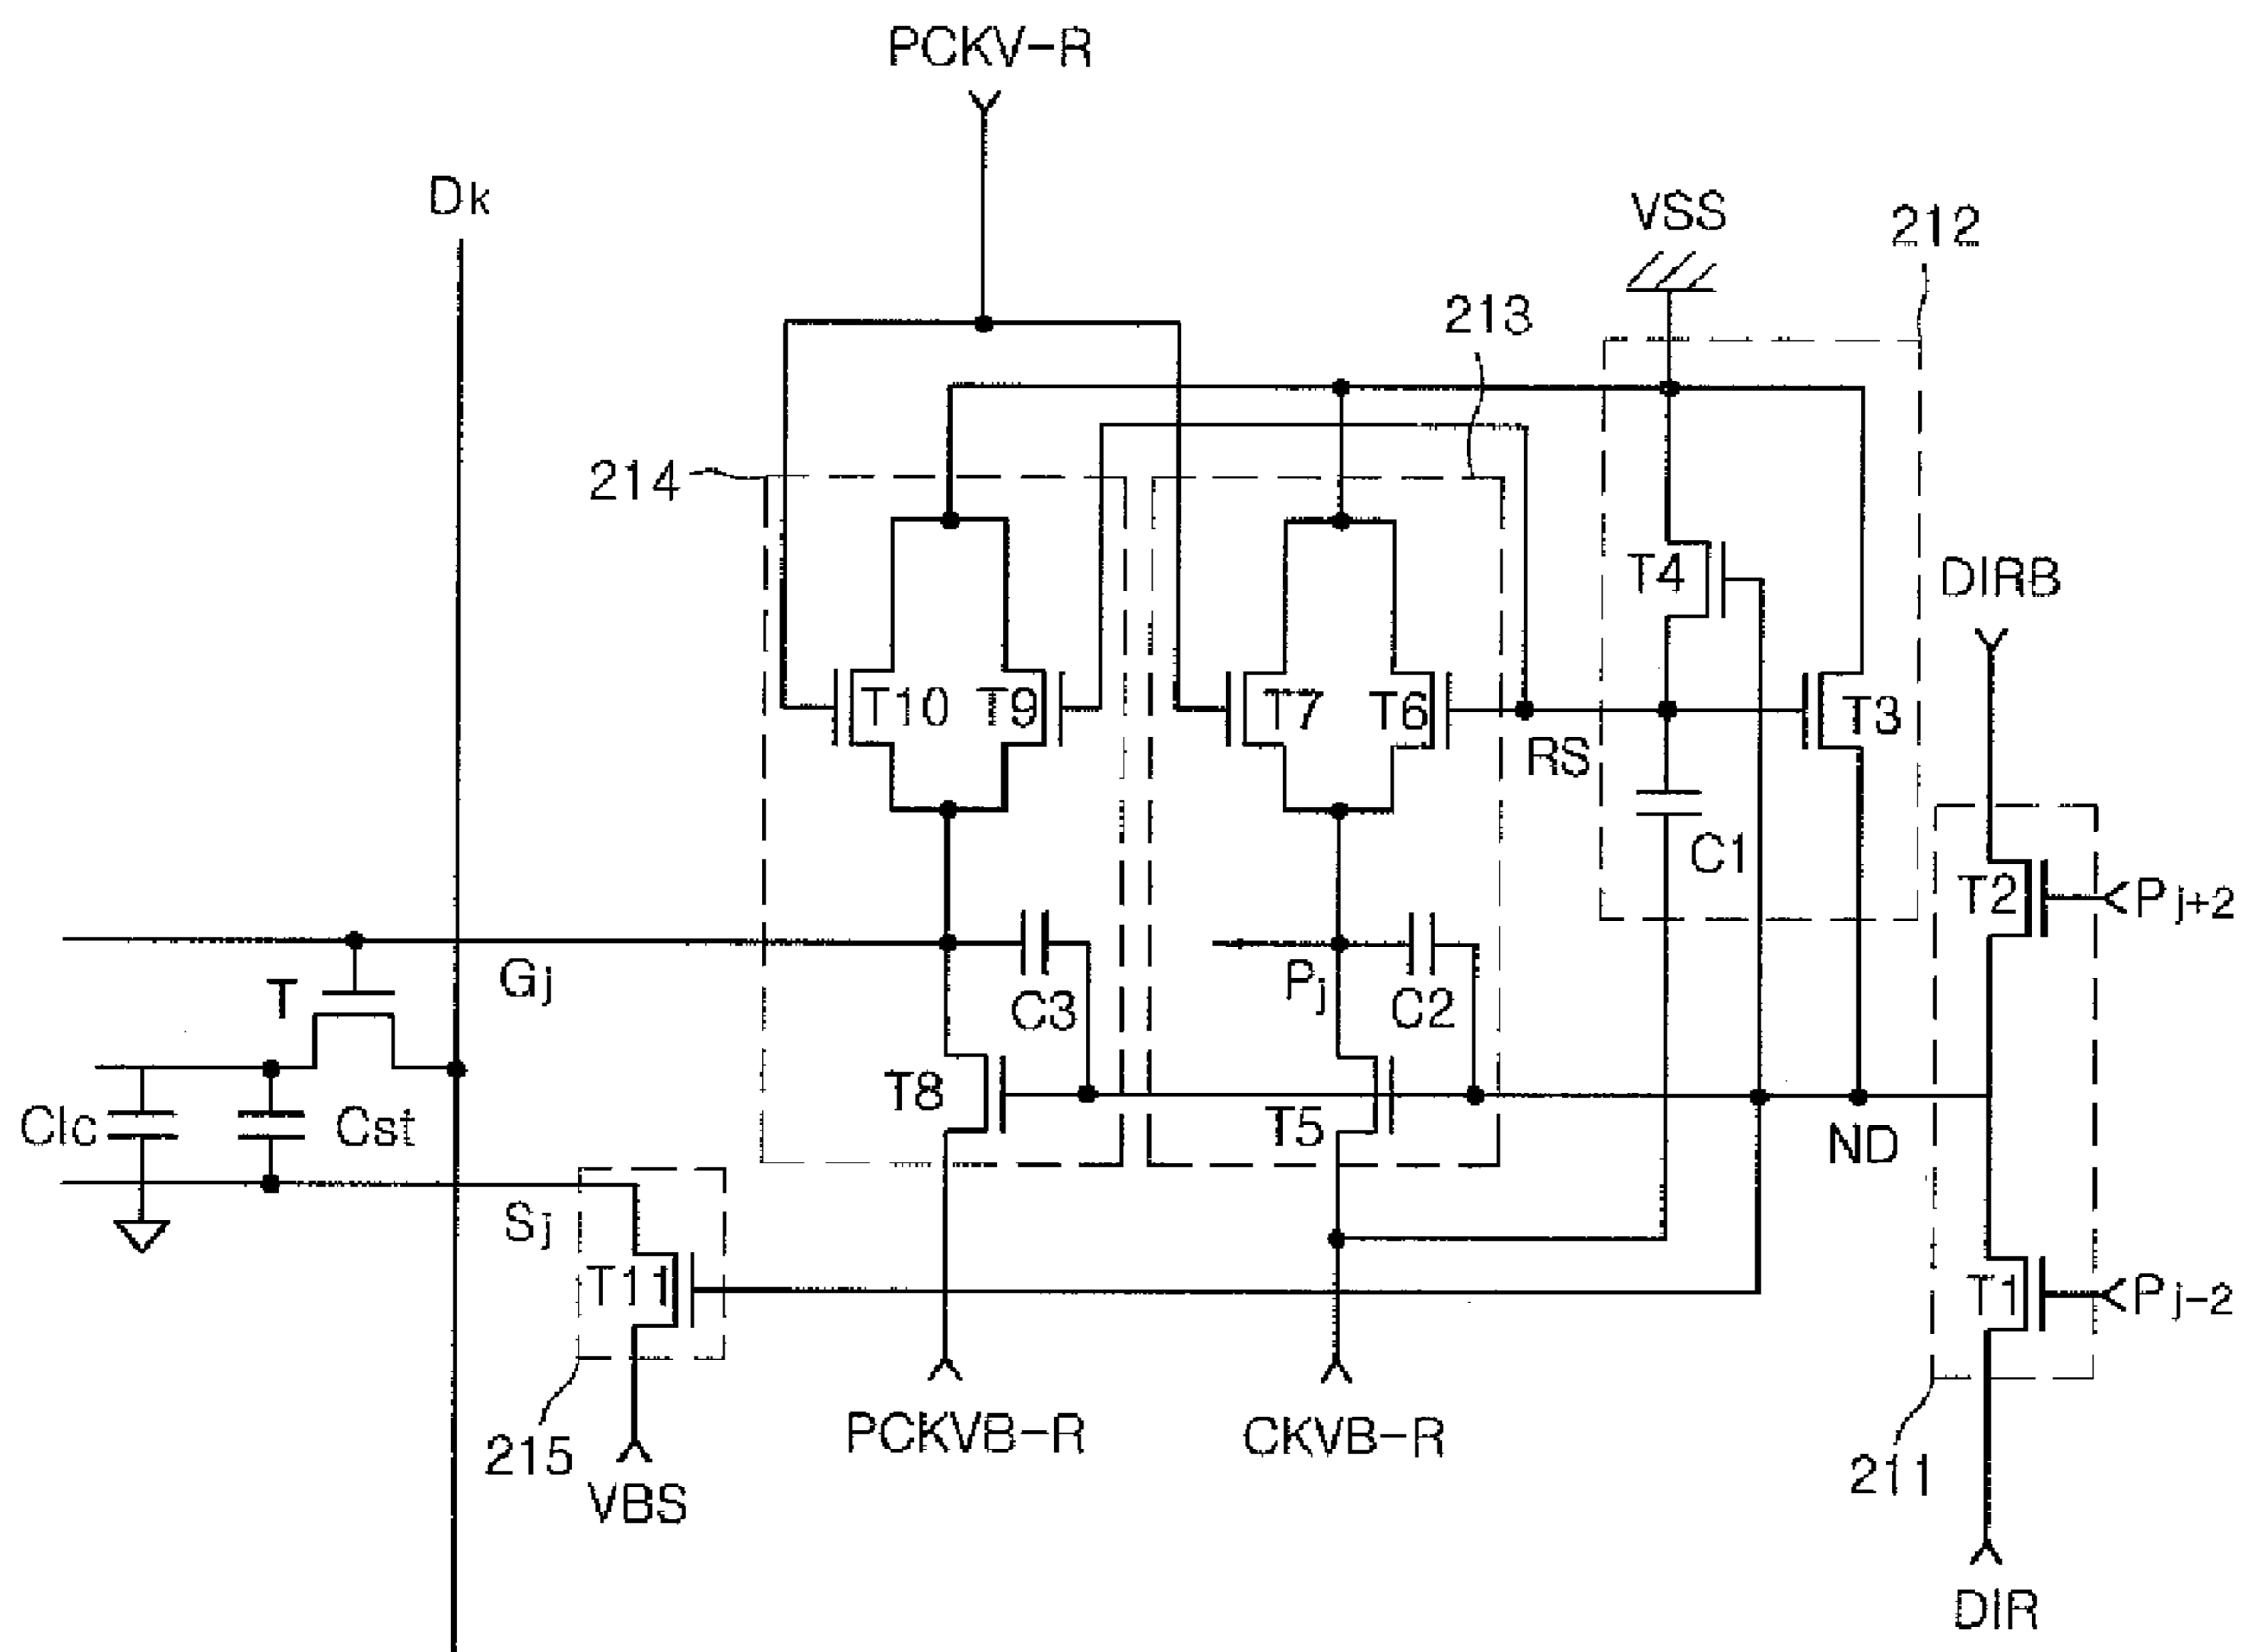 PCKV-R
Dk
VSS
212
213
214
T4
DIRB
T10
T9
T7
T6
T3
RS
C1
T2
Pj+2
T
Gj
C3
Pj
C2
T8
T5
Clc
Cst
ND
Sj
T11
T1
Pj-2
215
VBS
PCKVB-R
CKVB-R
211
DIR